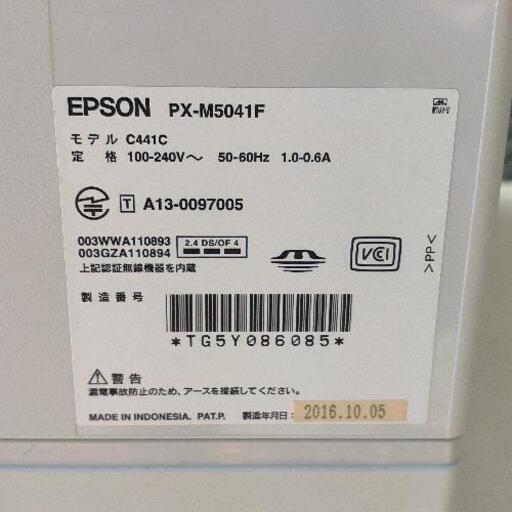 EPSON PX-M5041F
モデル C441C
定 格 100-240V～ 50-60Hz 1.0-0.6A
T A13-0097005
003WWA110893
003GZA110894
2.4 DS/OF 4
上記認証無線機器を内蔵
VCCI
>PP<
製造番号
*TG5Y086085*
警告
漏電事故防止のため、アースを接続してください。
MADE IN INDONESIA. PAT.P. 製造年月日: 2016.10.05